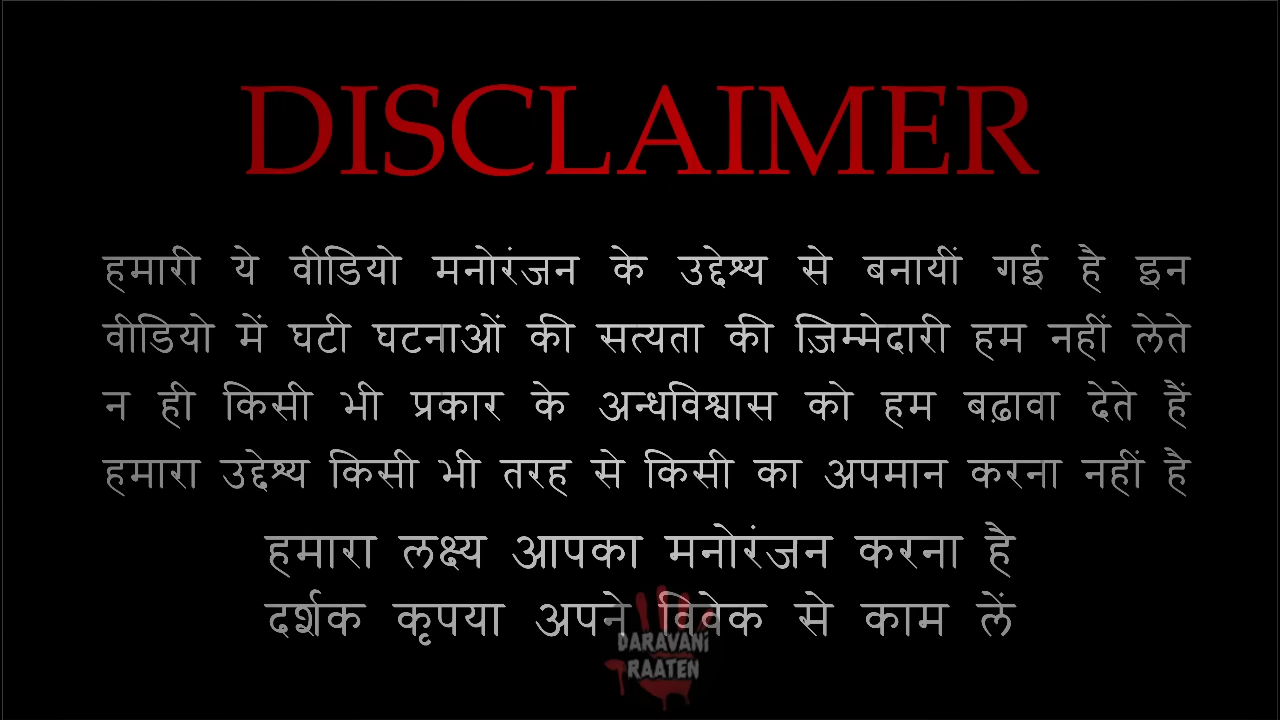 DISCLAIMER
हमारी ये वीडियो मनोरंजन के उद्देश्य से बनायीं गई है इन
वीडियो में घटी घटनाओं की सत्यता की ज़िम्मेदारी हम नहीं लेते
न ही किसी भी प्रकार के अन्धविश्वास को हम बढ़ावा देते हैं
हमारा उद्देश्य किसी भी तरह से किसी का अपमान करना नहीं है
हमारा लक्ष्य आपका मनोरंजन करना है
दर्शक कृपया अपने विवेक से काम लें
DARAVANi
RAATEN